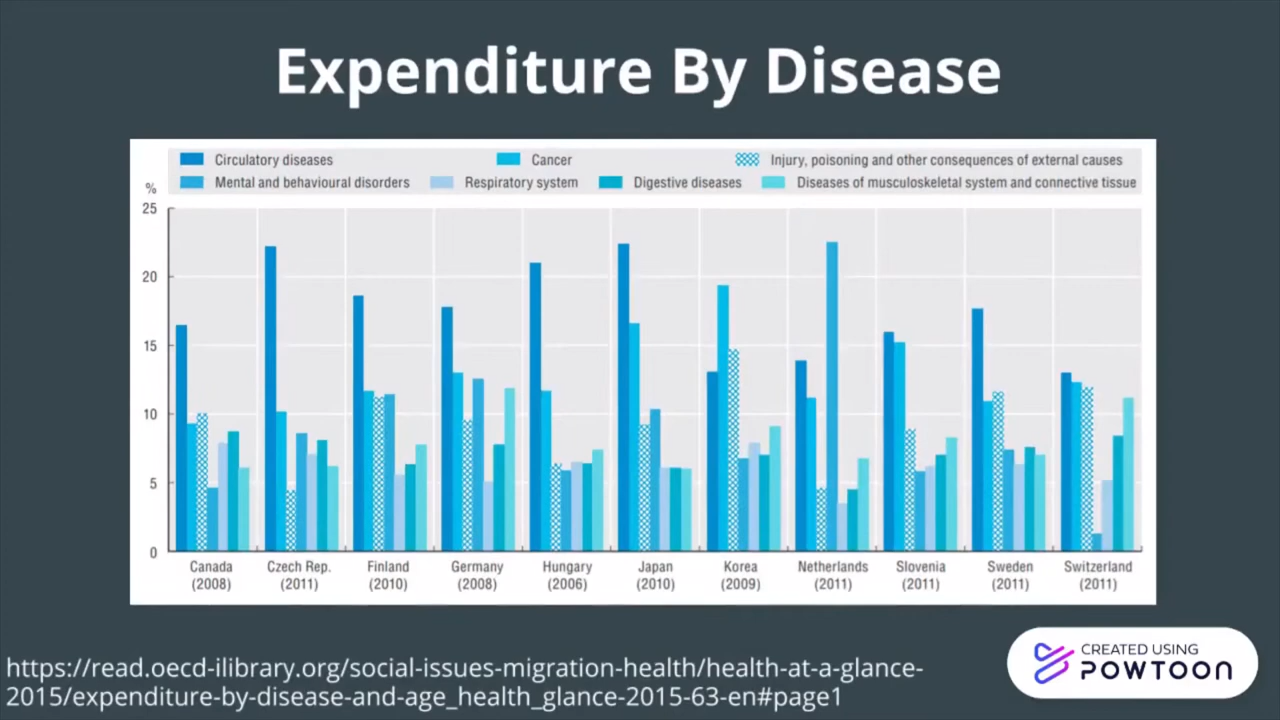 Expenditure By Disease
Circulatory diseases Cancer Injury, poisoning and other consequences of external causes
Mental and behavioural disorders Respiratory system Digestive diseases Diseases of musculoskeletal system and connective tissue
%
25
20
15
10
5
0
Canada Czech Rep. Finland Germany Hungary Japan Korea Netherlands Slovenia Sweden Switzerland
(2008) (2011) (2010) (2008) (2006) (2010) (2009) (2011) (2011) (2011) (2011)
https://read.oecd-ilibrary.org/social-issues-migration-health/health-at-a-glance-
2015/expenditure-by-disease-and-age_health_glance-2015-63-en#page1
CREATED USING
POWTOON